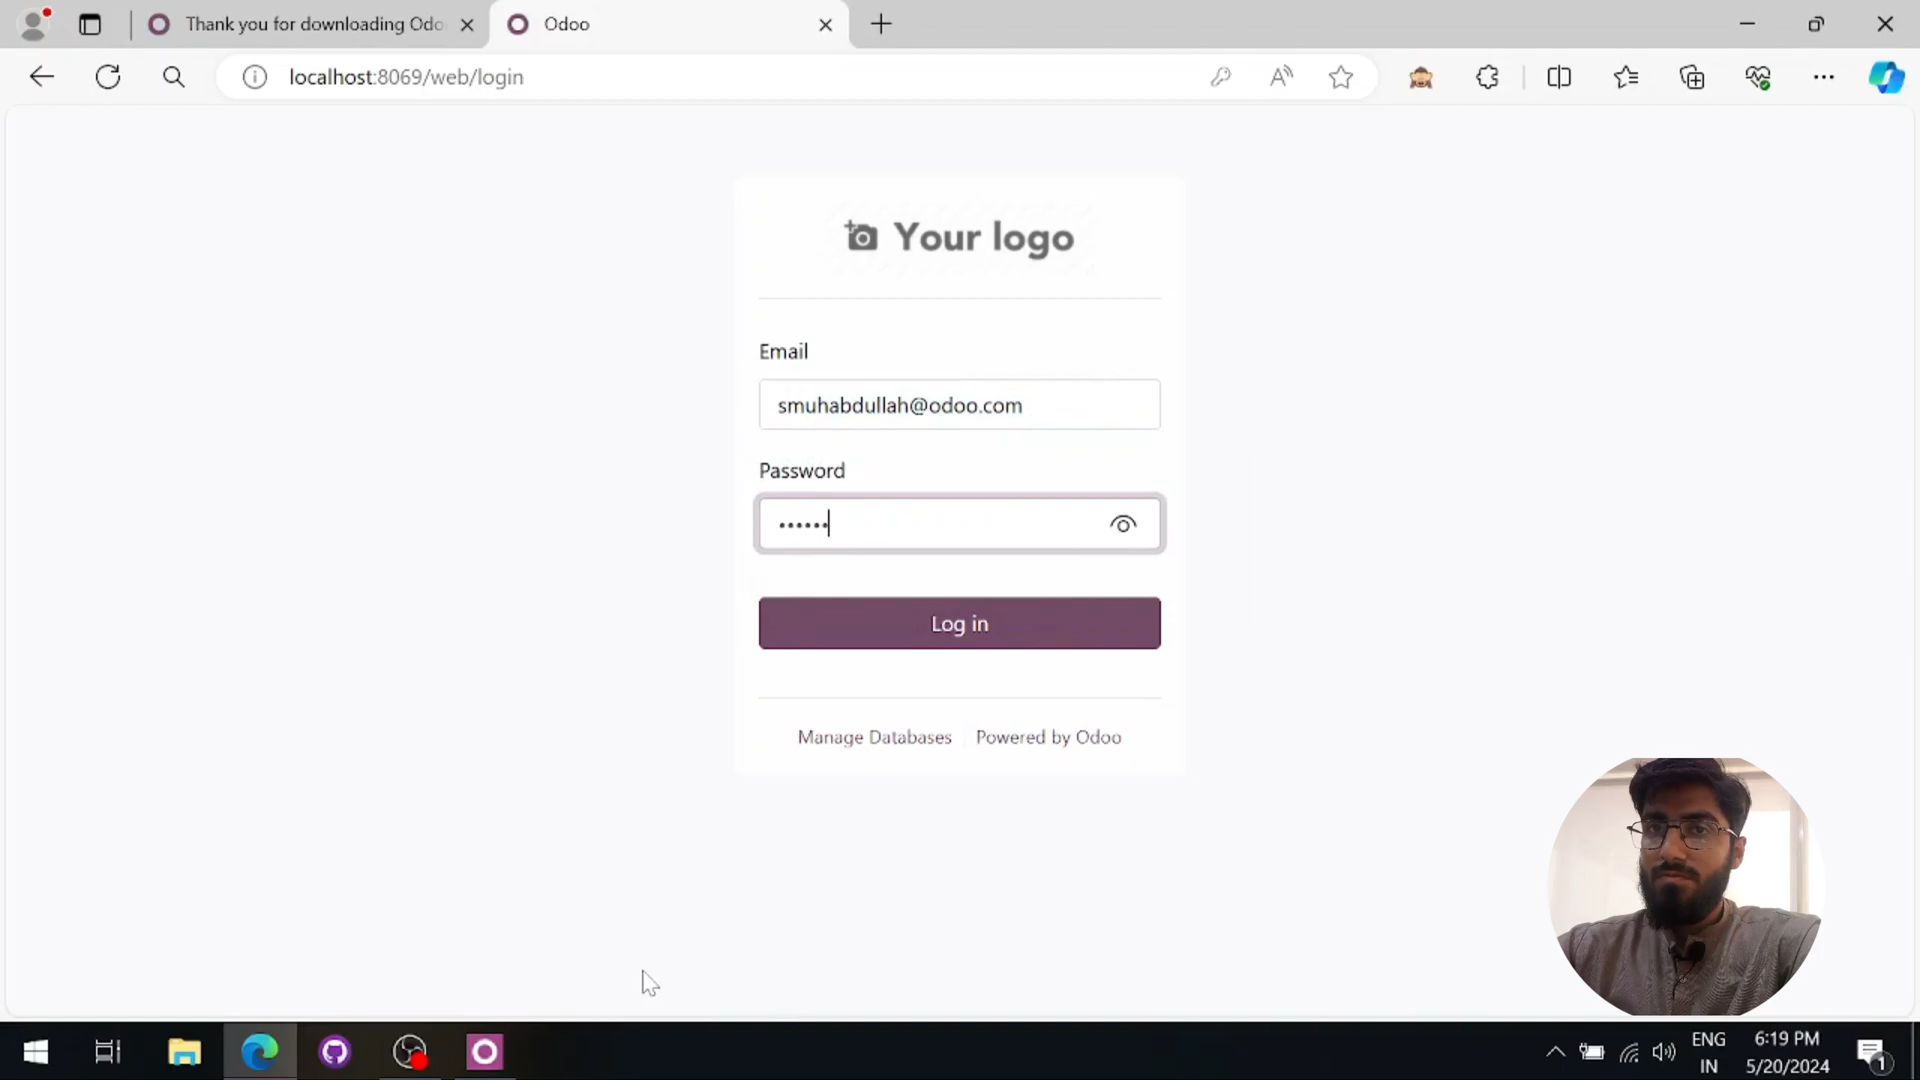 Thank you for downloading Odo
Odoo
localhost:8069/web/login
Your logo
Email
smuhabdullah@odoo.com
Password
••••••
Log in
Manage Databases
Powered by Odoo
ENG
IN
6:19 PM
5/20/2024
1